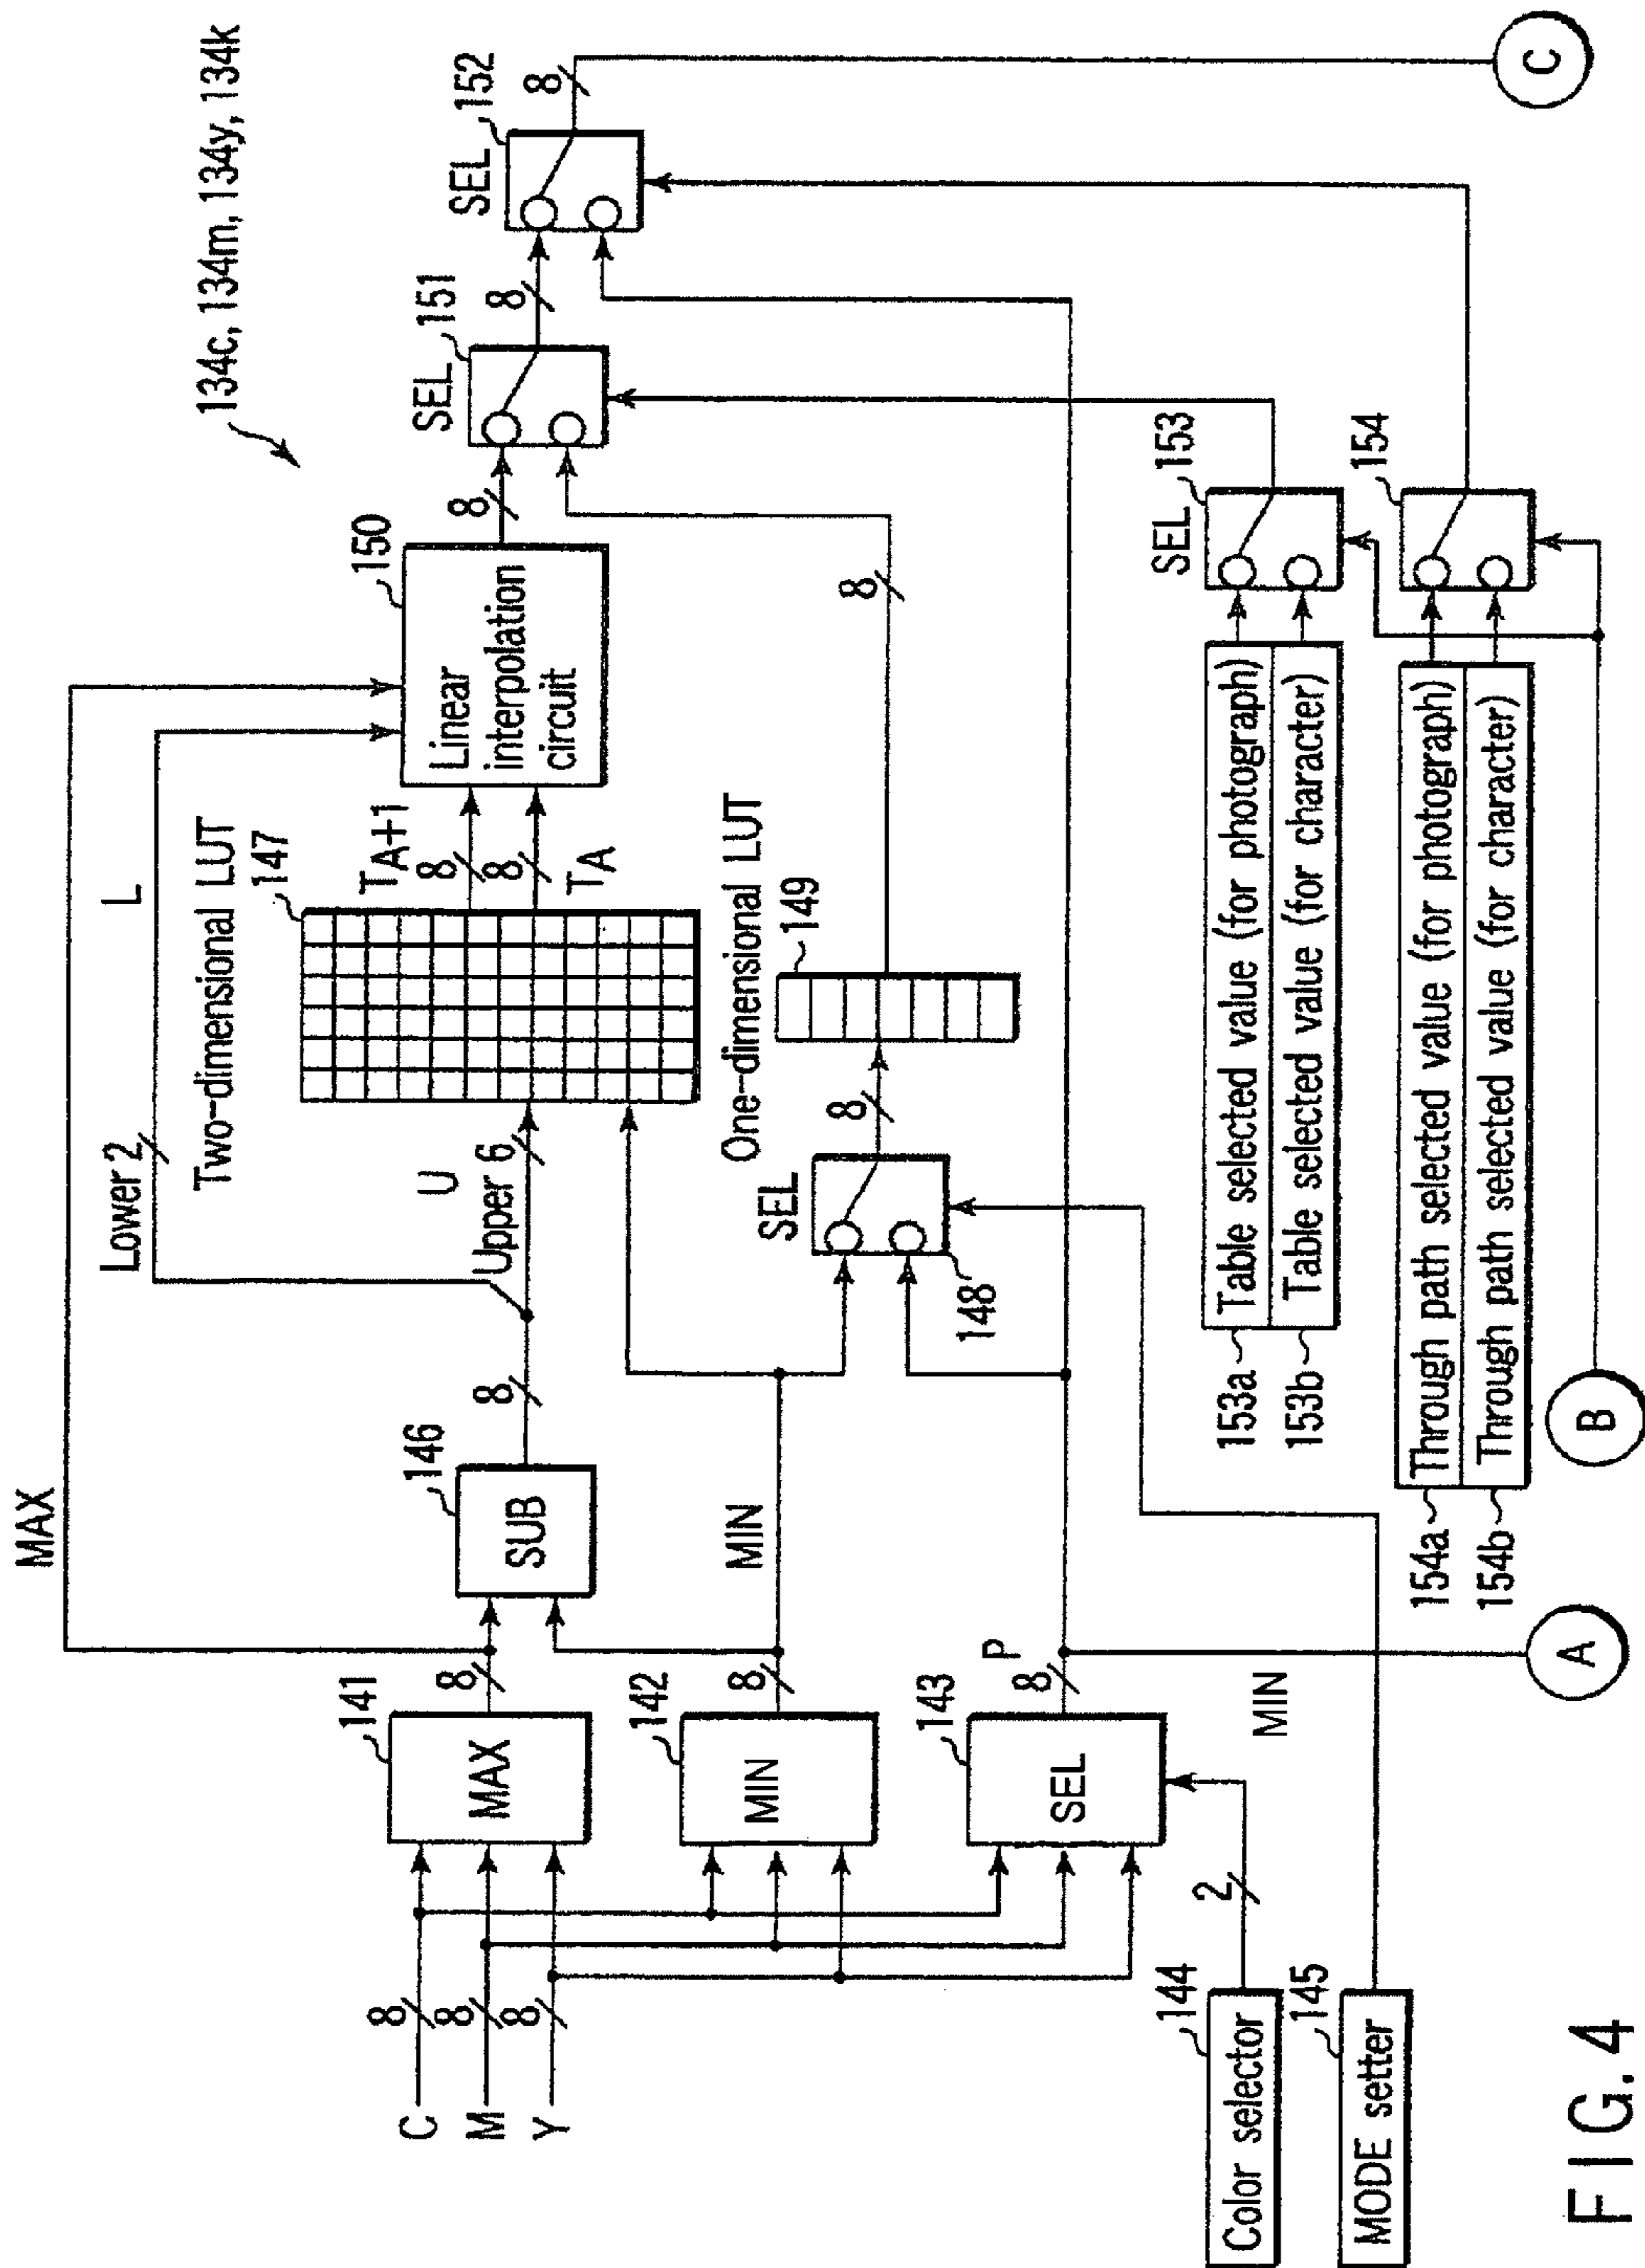 134c, 134m, 134y, 134k
MAX
L
Lower 2
Two-dimensional LUT
147
TA+1
8
8
TA
150
Linear
interpolation
circuit
8
SEL
151
8
SEL
152
8
C
M
Y
8
8
8
141
MAX
8
146
SUB
8
U
Upper 6
142
MIN
8
MIN
One-dimensional LUT
149
8
SEL
148
8
143
SEL
8
P
MIN
2
144
Color selector
145
MODE setter
153a
Table selected value (for photograph)
153b
Table selected value (for character)
SEL
153
154a
Through path selected value (for photograph)
154b
Through path selected value (for character)
154
A
B
C
FIG. 4